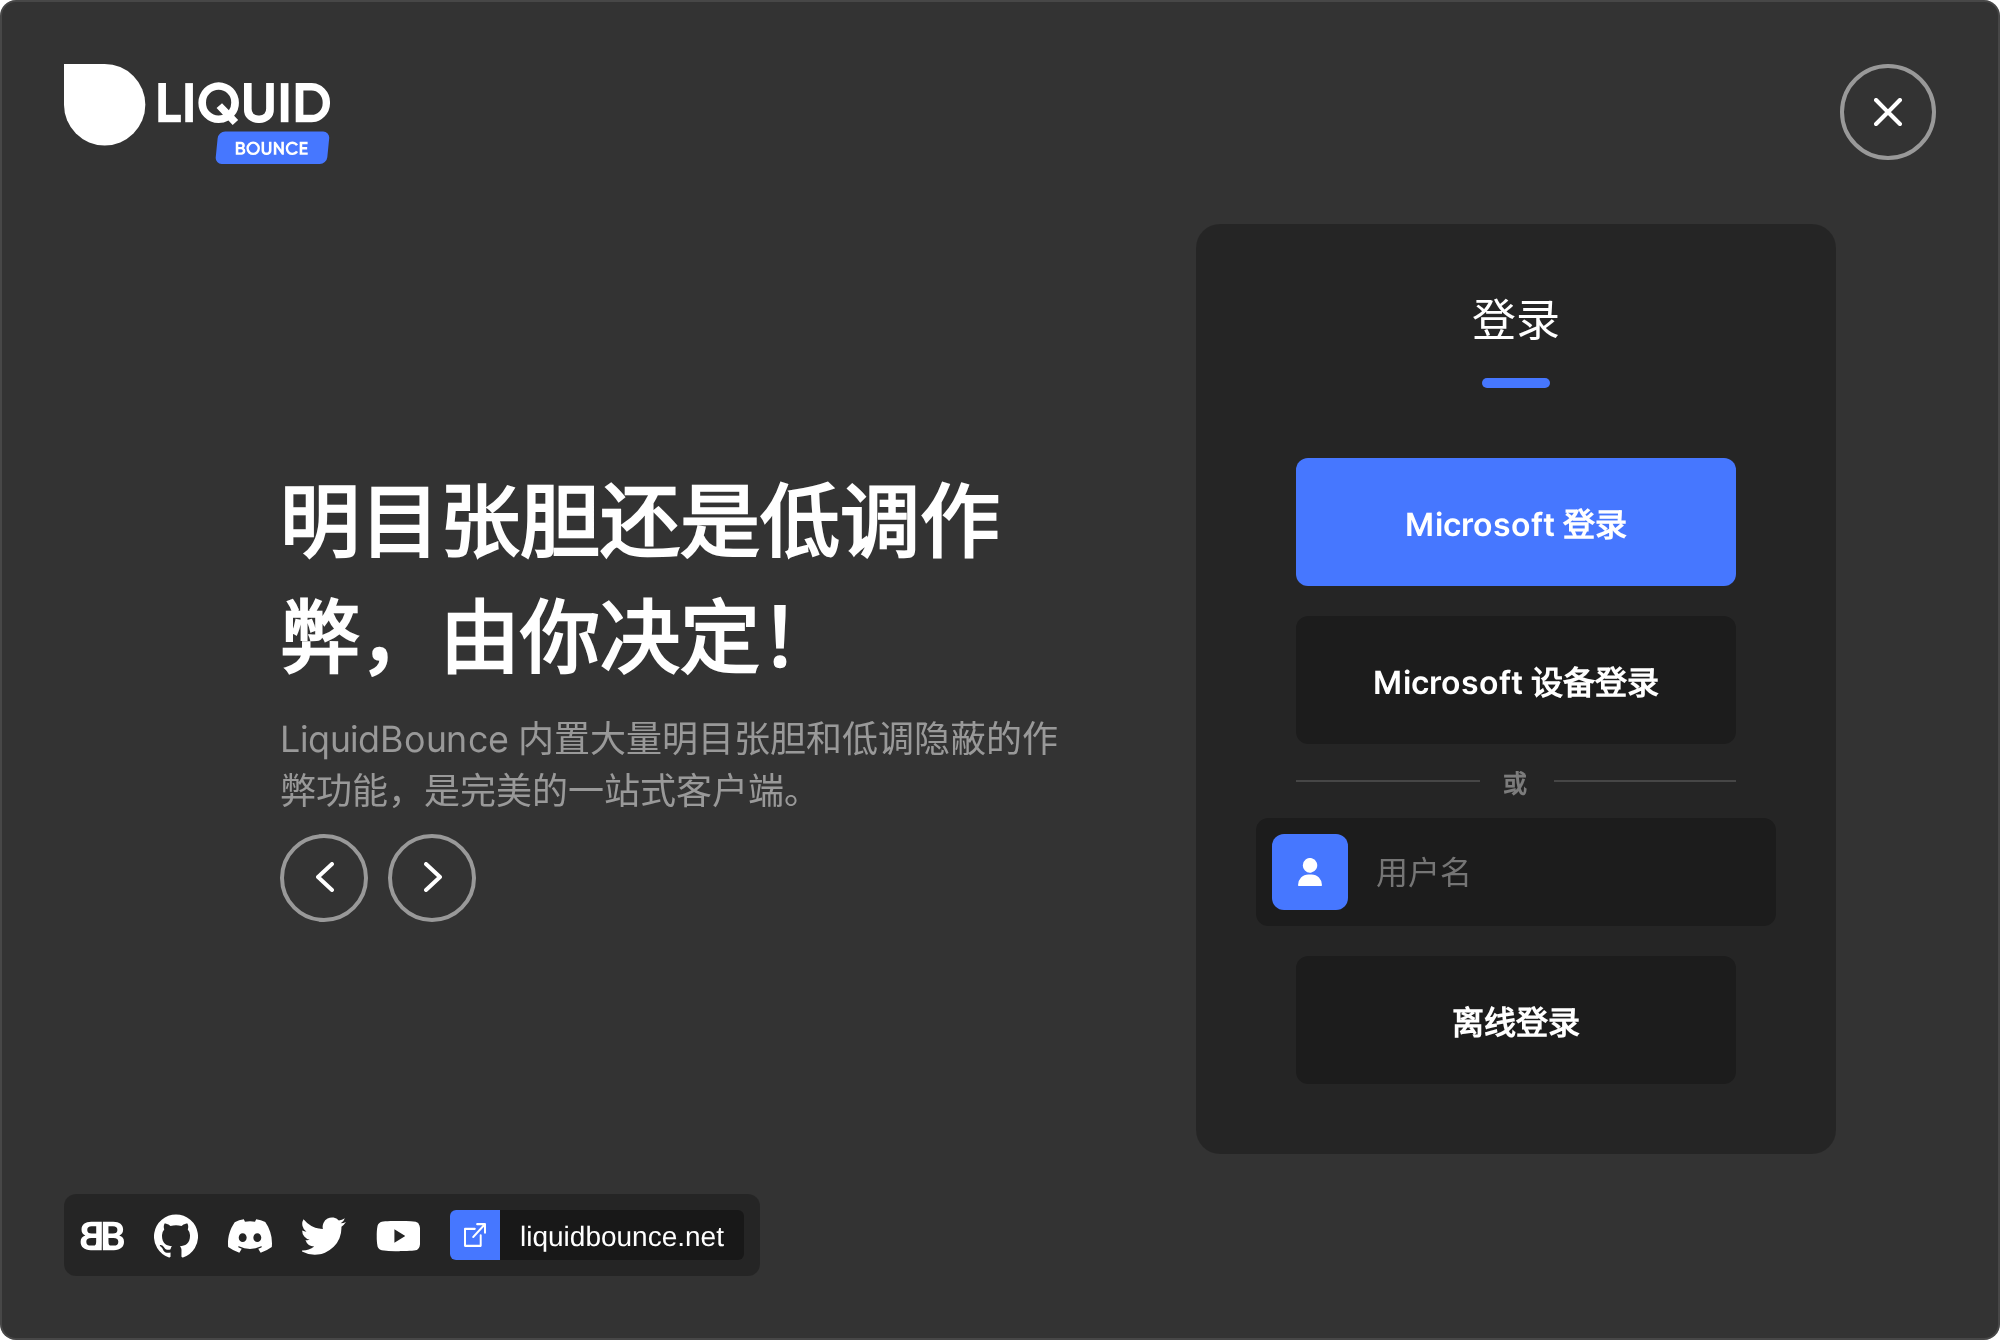 LIQUID
BOUNCE
登录
Microsoft 登录
明目张胆还是低调作
弊，由你决定！
Microsoft 设备登录
LiquidBounce 内置大量明目张胆和低调隐蔽的作
弊功能，是完美的一站式客户端。
或
用户名
离线登录
BB
liquidbounce.net